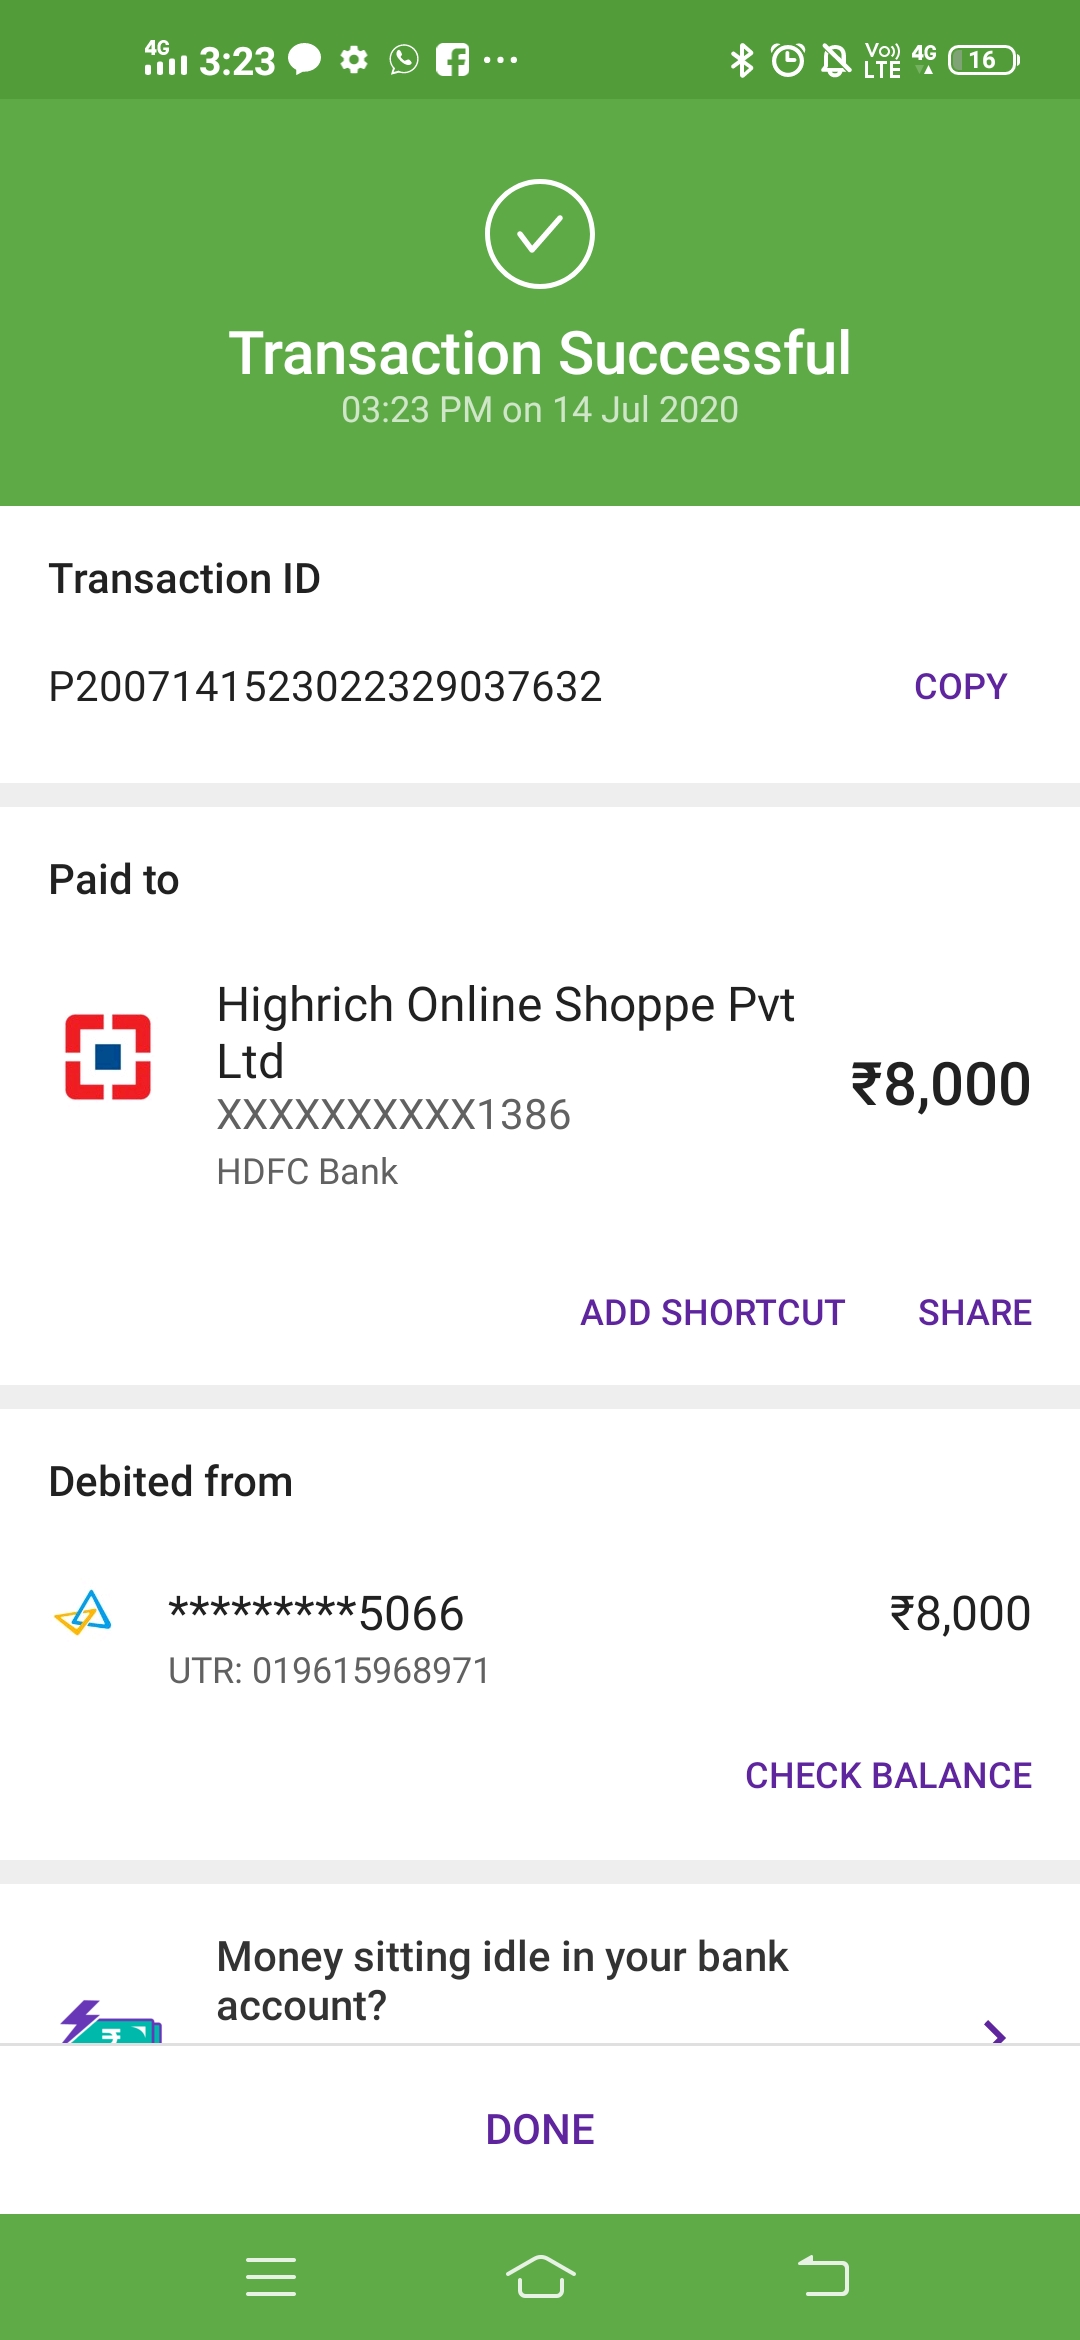 4G 3:23 ... Vo)) LTE 4G 16
Transaction Successful
03:23 PM on 14 Jul 2020
Transaction ID
P2007141523022329037632 COPY
Paid to
Highrich Online Shoppe Pvt
Ltd
₹8,000
XXXXXXXXXX1386
HDFC Bank
ADD SHORTCUT SHARE
Debited from
*********5066 ₹8,000
UTR: 019615968971
CHECK BALANCE
Money sitting idle in your bank
account?
DONE